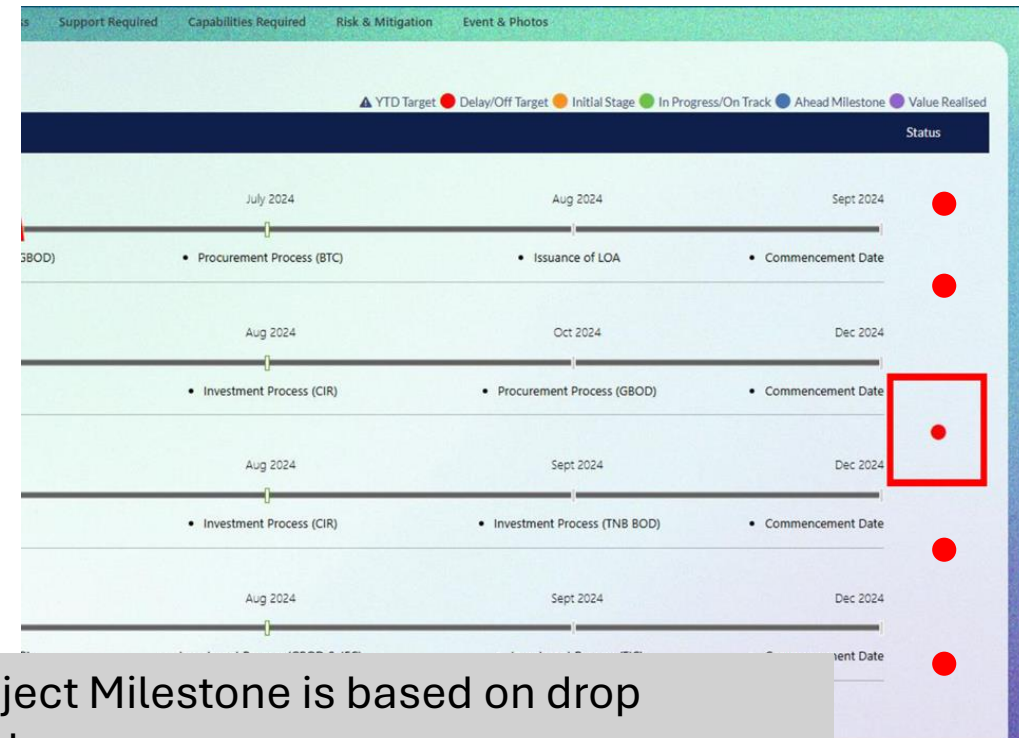 Support Required Capabilities Required Risk & Mitigation Event & Photos
YTD Target Delay/Off Target Initial Stage In Progress/On Track Ahead Milestone Value Realised
Status
July 2024 Aug 2024 Sept 2024
• Procurement Process (BTC) • Issuance of LOA • Commencement Date
Aug 2024 Oct 2024 Dec 2024
• Investment Process (CIR) • Procurement Process (GBOD) • Commencement Date
Aug 2024 Sept 2024 Dec 2024
• Investment Process (CIR) • Investment Process (TNB BOD) • Commencement Date
Aug 2024 Sept 2024 Dec 2024
Date
ject Milestone is based on drop